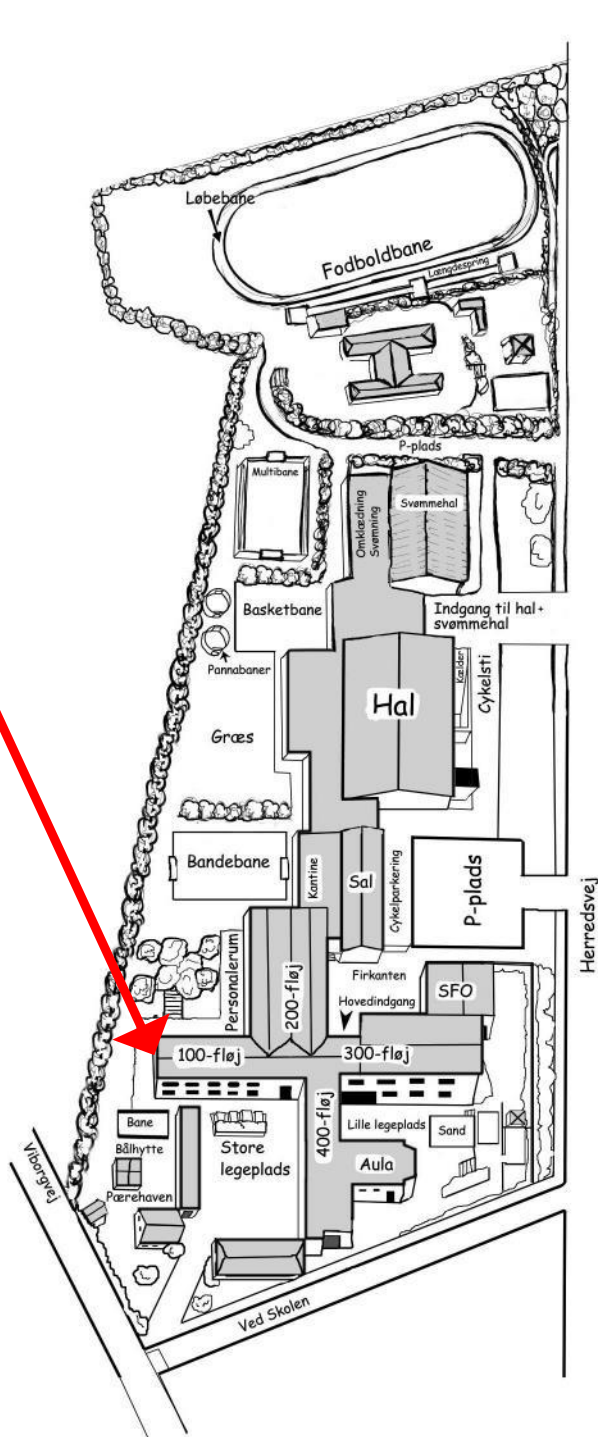 Løbebane
Fodboldbane
Længdespring
P-plads
Multibane
Omklædning
Svømning
Svømmehal
Basketbane
Indgang til hal+
svømmehal
Pannabaner
Kælder
Cykelsti
Hal
Græs
Bandebane
Kantine
Sal
Cykelparkering
P-plads
Herredsvej
Personalerum
200-fløj
Firkanten
SFO
Hovedindgang
100-fløj
300-fløj
400-fløj
Bane
Bålhytte
Pærehaven
Store
legeplads
Lille legeplads
Sand
Aula
Viborgvej
Ved Skolen